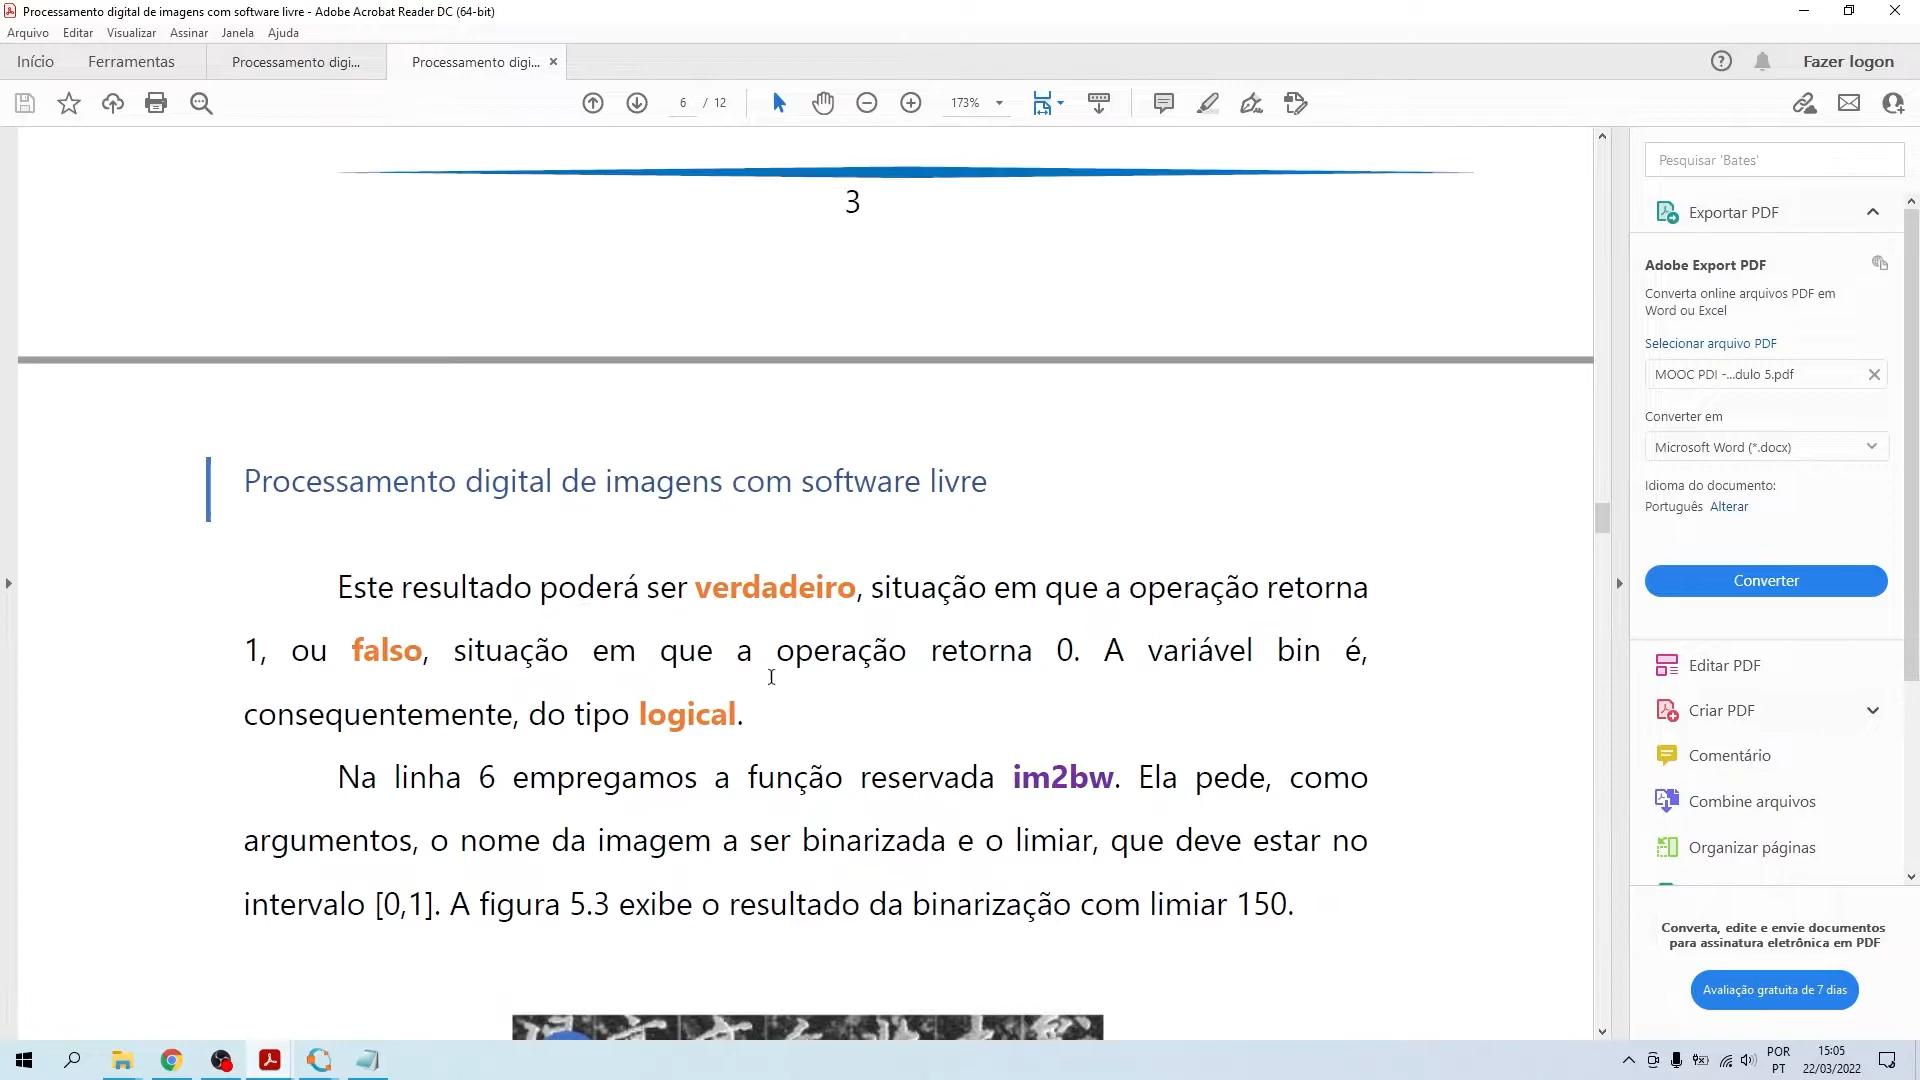 Processamento digital de imagens com software livre - Adobe Acrobat Reader DC (64-bit)
Arquivo Editar Visualizar Assinar Janela Ajuda
Início Ferramentas Processamento digi... Processamento digi... Fazer logon
6 / 12 173%
3
Processamento digital de imagens com software livre
Este resultado poderá ser verdadeiro, situação em que a operação retorna
1, ou falso, situação em que a operação retorna 0. A variável bin é,
consequentemente, do tipo logical.
Na linha 6 empregamos a função reservada im2bw. Ela pede, como
argumentos, o nome da imagem a ser binarizada e o limiar, que deve estar no
intervalo [0,1]. A figura 5.3 exibe o resultado da binarização com limiar 150.
Pesquisar 'Bates'
Exportar PDF
Adobe Export PDF
Converta online arquivos PDF em
Word ou Excel
Selecionar arquivo PDF
MOOC PDI -...dulo 5.pdf
Converter em
Microsoft Word (*.docx)
Idioma do documento:
Português Alterar
Converter
Editar PDF
Criar PDF
Comentário
Combine arquivos
Organizar páginas
Converta, edite e envie documentos
para assinatura eletrônica em PDF
Avaliação gratuita de 7 dias
POR
PT
15:05
22/03/2022